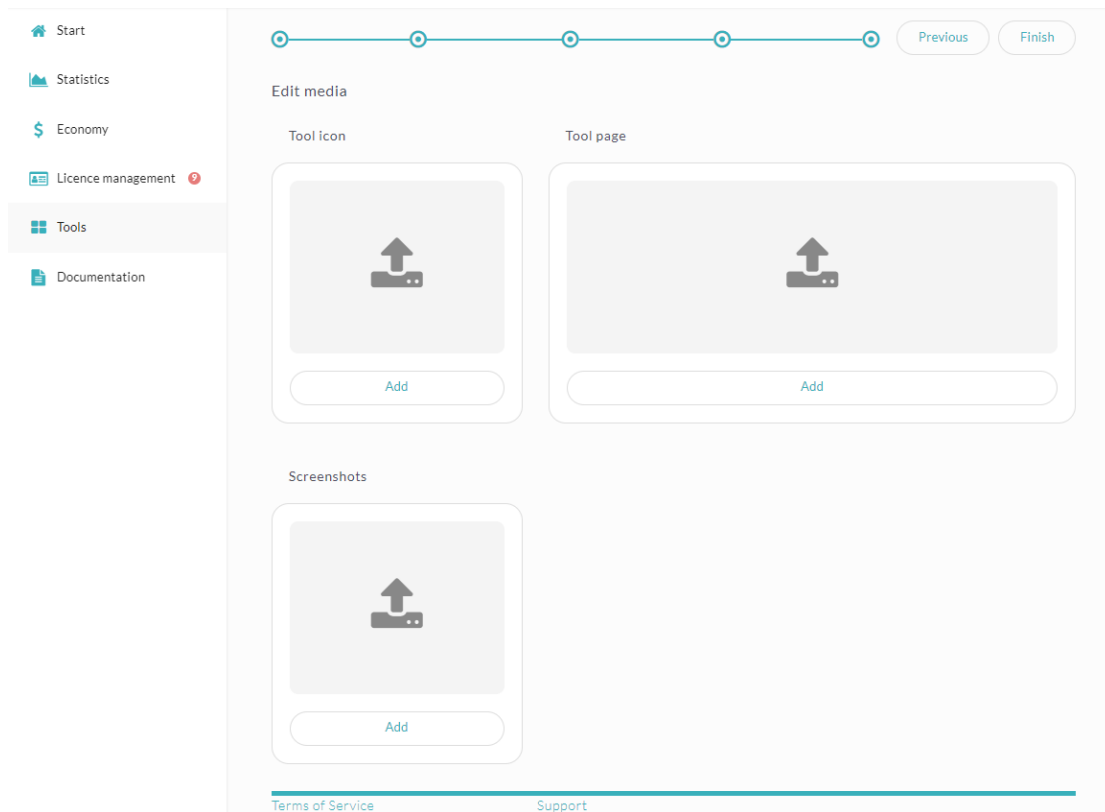 Start
Statistics
Economy
Licence management 9
Tools
Documentation
Previous
Finish
Edit media
Tool icon
Tool page
Add
Add
Screenshots
Add
Terms of Service
Support